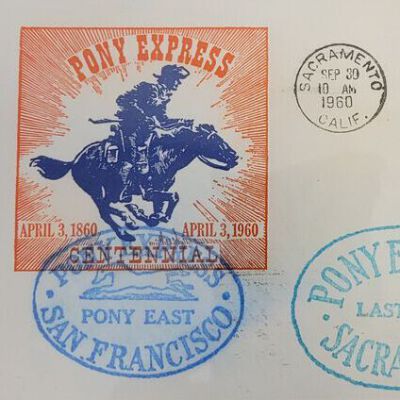 PONY EXPRESS
APRIL 3, 1860
APRIL 3, 1960
CENTENNIAL
SACRAMENTO
SEP 30
10 AM
1960
CALIF.
PONY EAST
SAN FRANCISCO
PONY E
LAST
SACRA